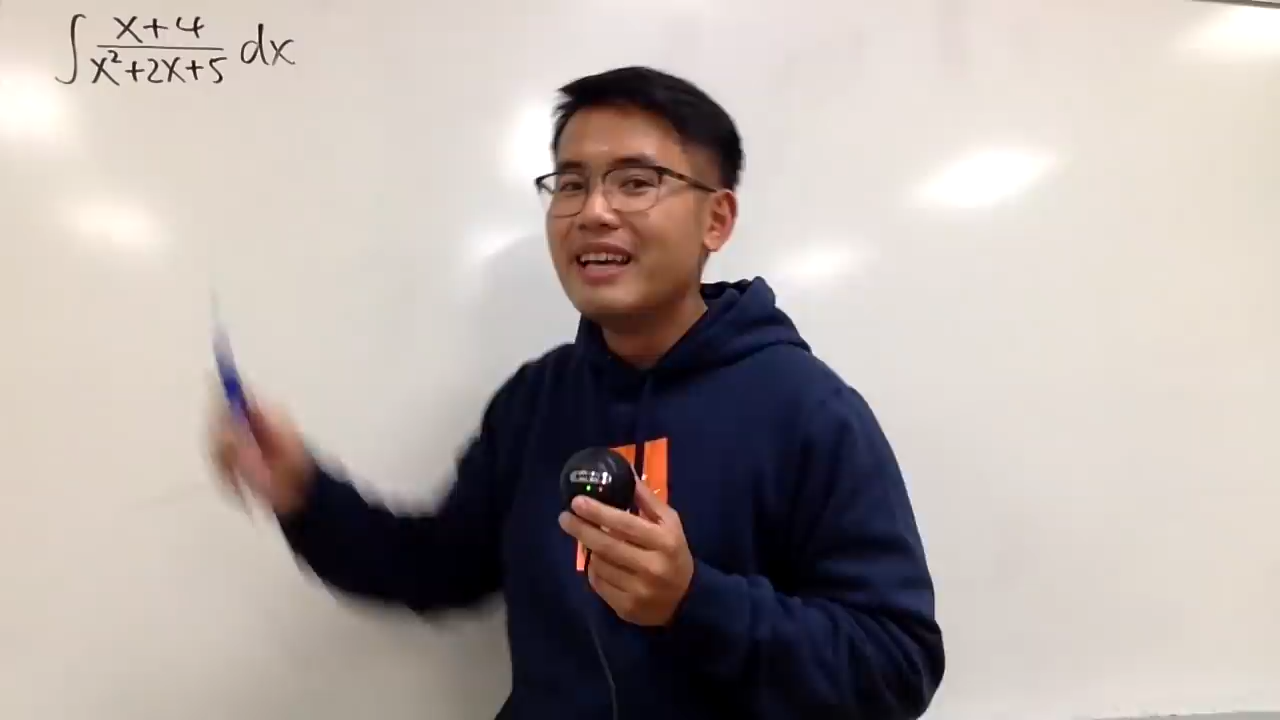 ∫ (x+4)/(x²+2x+5) dx